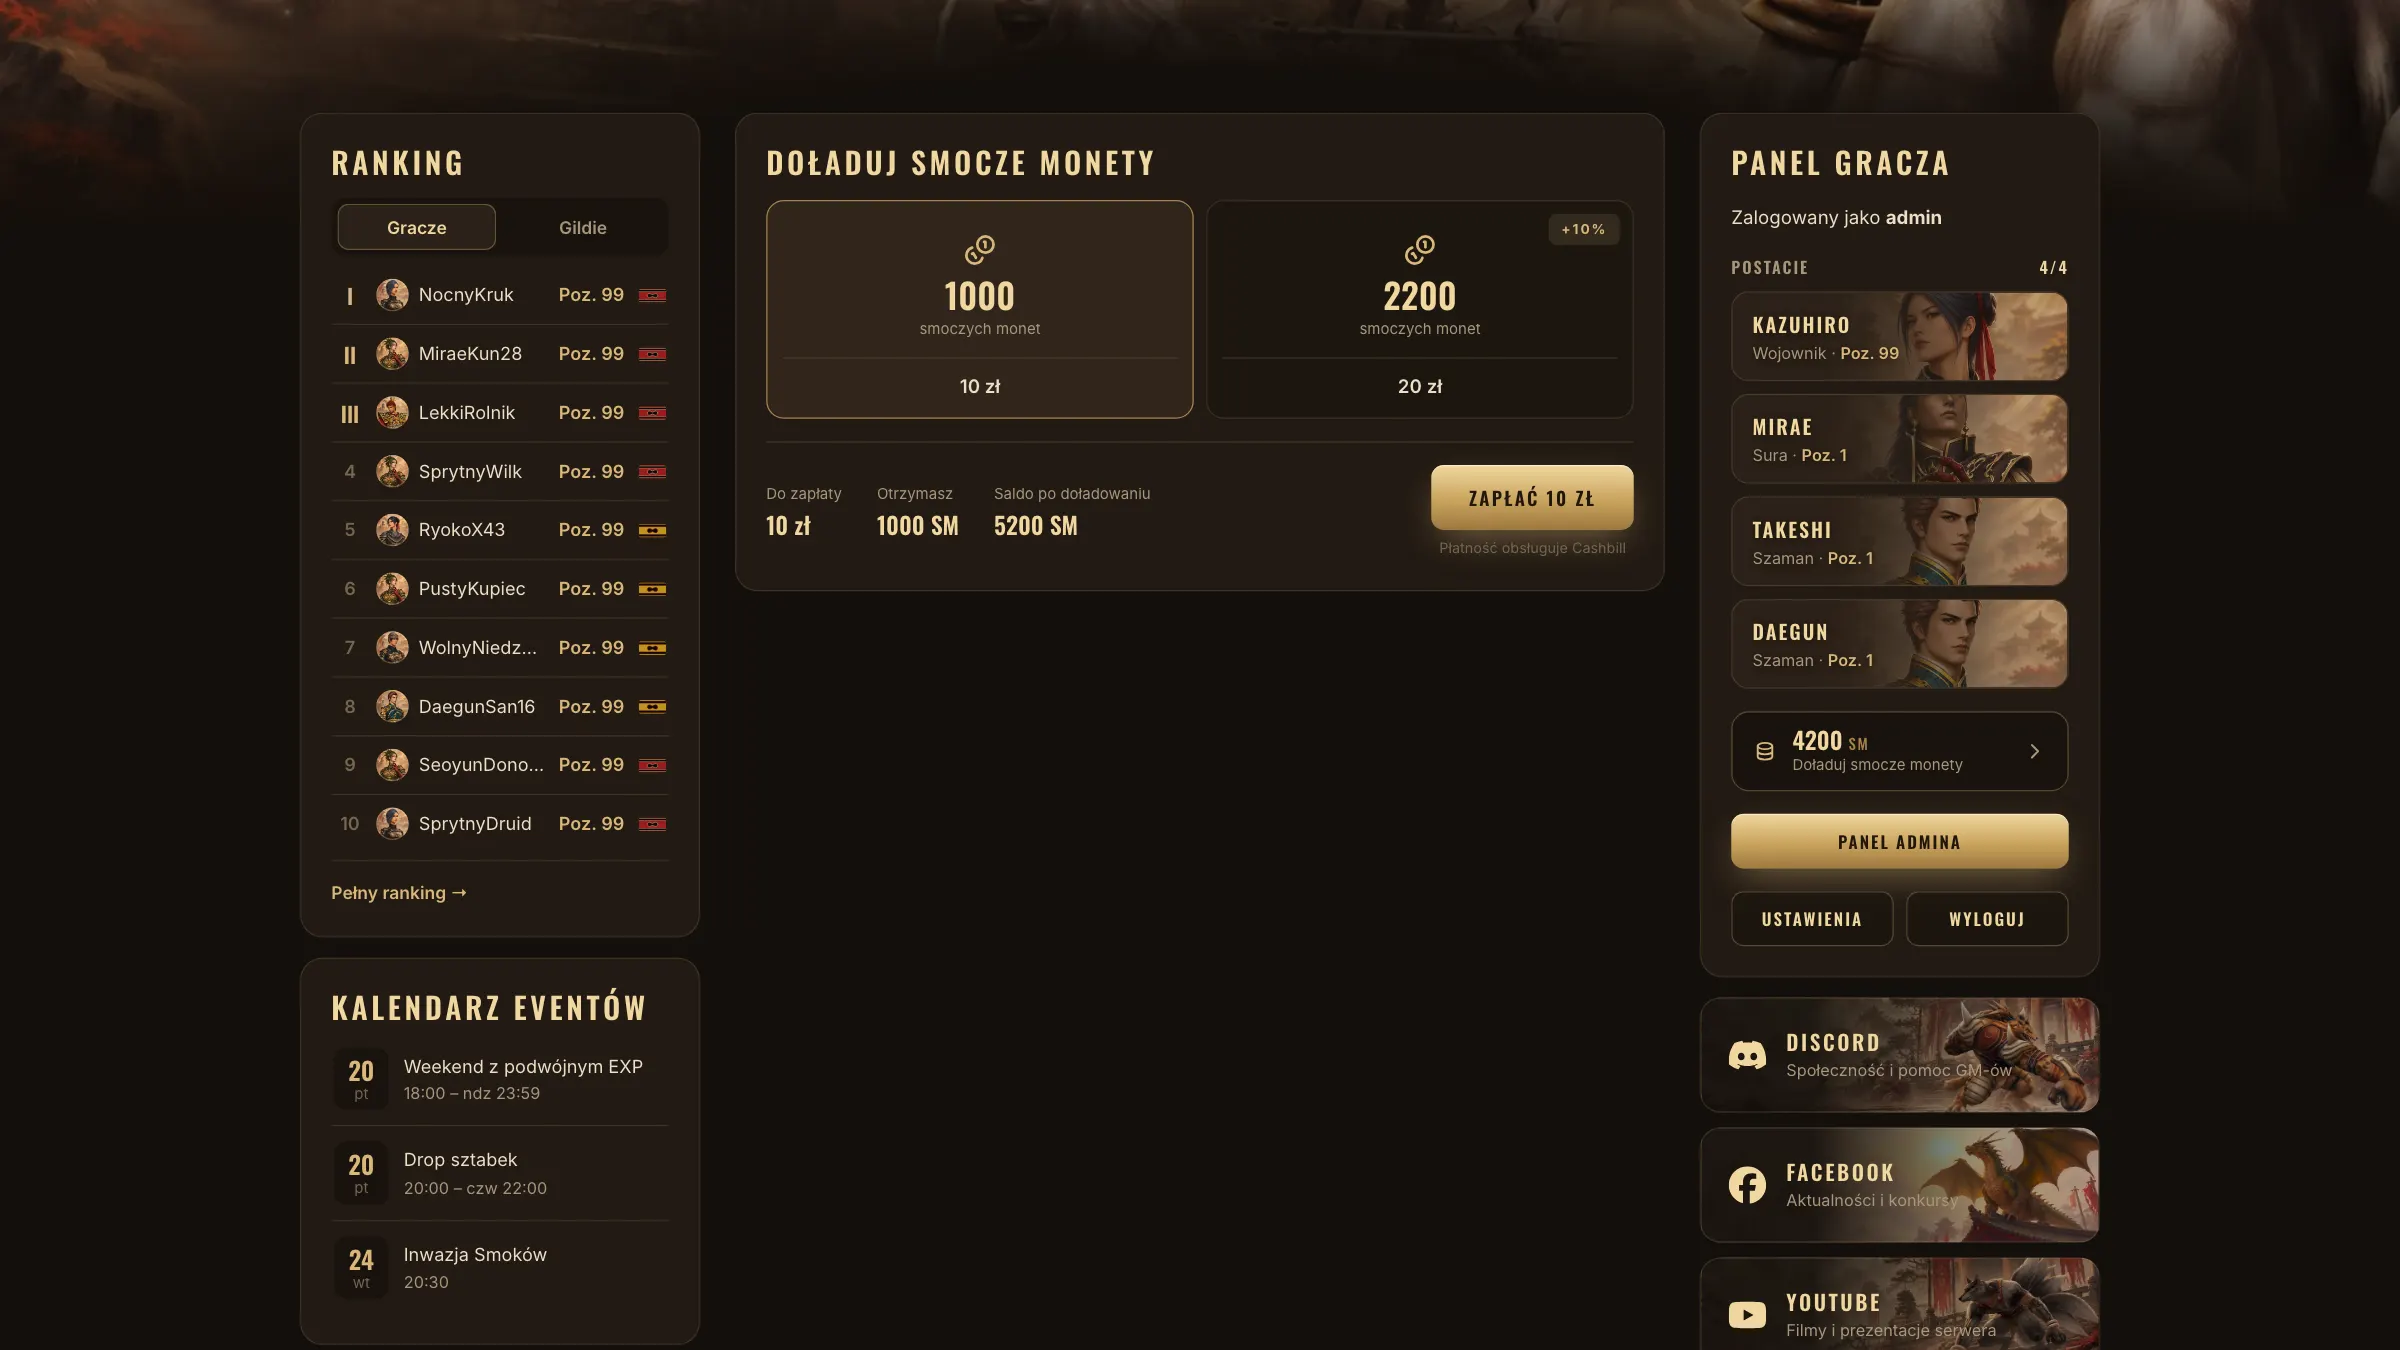 RANKING
Gracze
Gildie
I NocnyKruk Poz. 99
II MiraeKun28 Poz. 99
III LekkiRolnik Poz. 99
4 SprytnyWilk Poz. 99
5 RyokoX43 Poz. 99
6 PustyKupiec Poz. 99
7 WolnyNiedz... Poz. 99
8 DaegunSan16 Poz. 99
9 SeoyunDono... Poz. 99
10 SprytnyDruid Poz. 99
Pełny ranking →
KALENDARZ EVENTÓW
20 pt
Weekend z podwójnym EXP
18:00 – ndz 23:59
20 pt
Drop sztabek
20:00 – czw 22:00
24 wt
Inwazja Smoków
20:30
DOŁADUJ SMOCZE MONETY
1000
smoczych monet
10 zł
+10%
2200
smoczych monet
20 zł
Do zapłaty
10 zł
Otrzymasz
1000 SM
Saldo po doładowaniu
5200 SM
ZAPŁAĆ 10 ZŁ
Płatność obsługuje Cashbill
PANEL GRACZA
Zalogowany jako admin
POSTACIE 4/4
KAZUHIRO
Wojownik · Poz. 99
MIRAE
Sura · Poz. 1
TAKESHI
Szaman · Poz. 1
DAEGUN
Szaman · Poz. 1
4200 SM
Doładuj smocze monety
PANEL ADMINA
USTAWIENIA
WYLOGUJ
DISCORD
Społeczność i pomoc GM-ów
FACEBOOK
Aktualności i konkursy
YOUTUBE
Filmy i prezentacje serwera